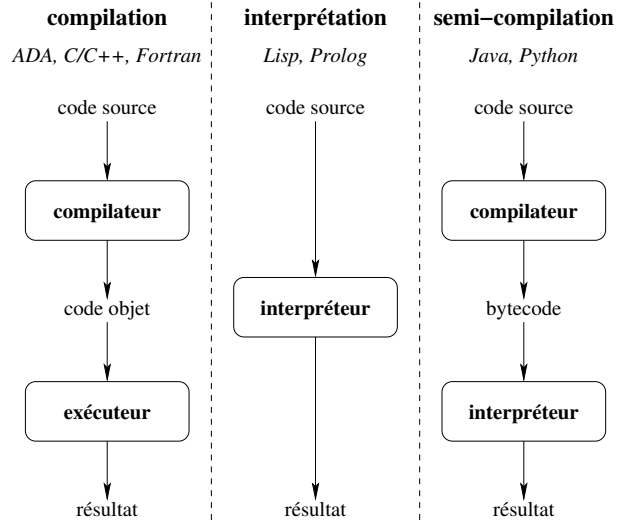 compilation
ADA, C/C++, Fortran
code source
compilateur
code objet
exécuteur
résultat
interprétation
Lisp, Prolog
code source
interpréteur
résultat
semi−compilation
Java, Python
code source
compilateur
bytecode
interpréteur
résultat